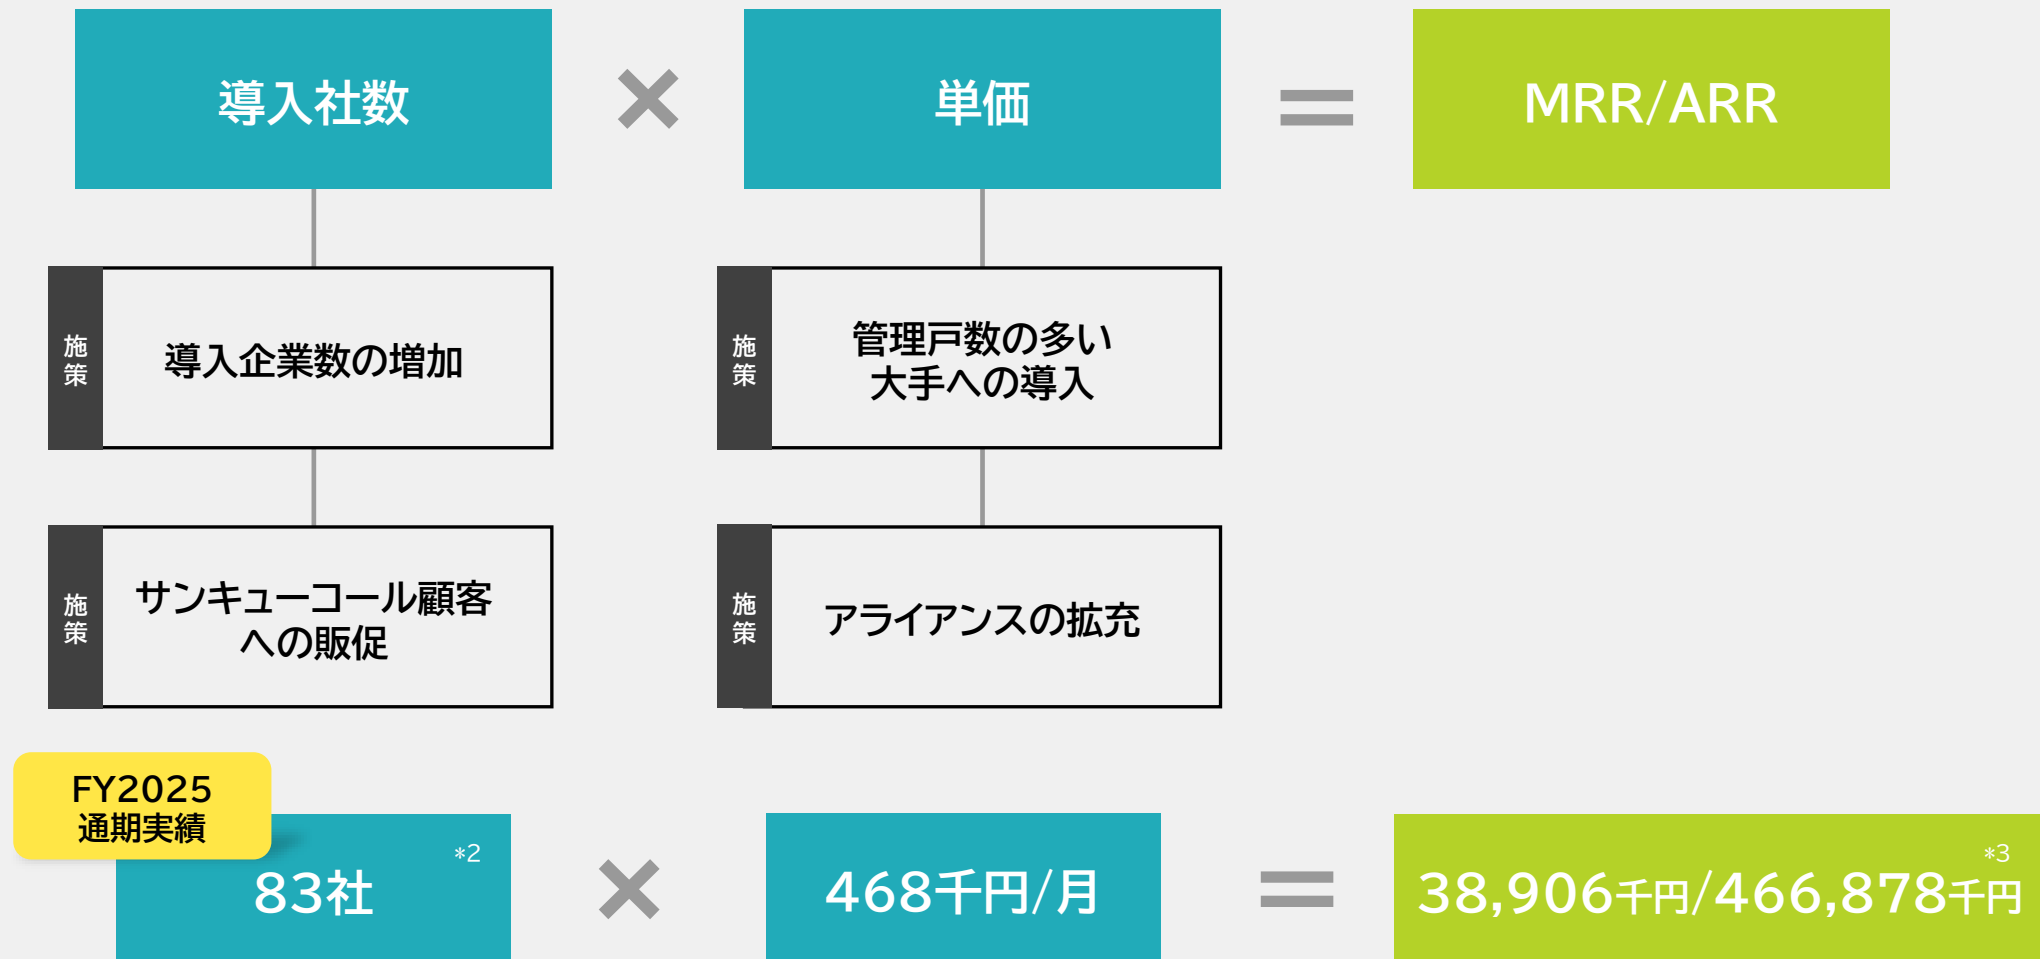 導入社数
×
単価
=
MRR/ARR
施策
導入企業数の増加
施策
管理戸数の多い
大手への導入
施策
サンキューコール顧客
への販促
施策
アライアンスの拡充
FY2025
通期実績
83社 *2
×
468千円/月
=
38,906千円/466,878千円 *3